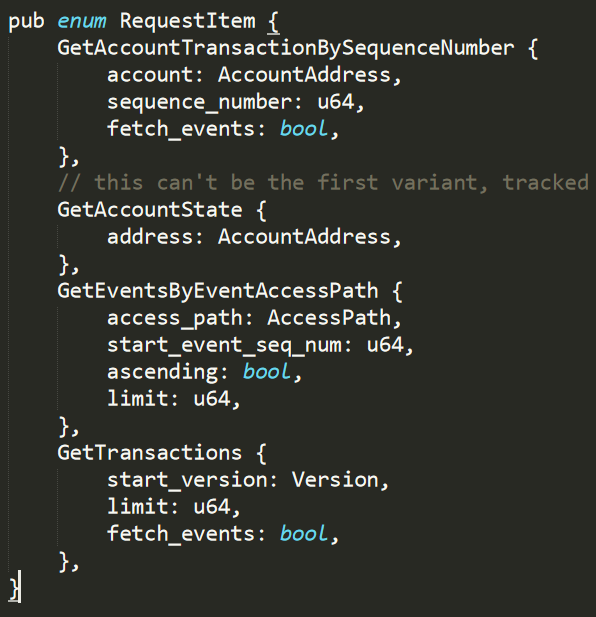 pub enum RequestItem {
    GetAccountTransactionBySequenceNumber {
        account: AccountAddress,
        sequence_number: u64,
        fetch_events: bool,
    },
    // this can't be the first variant, tracked
    GetAccountState {
        address: AccountAddress,
    },
    GetEventsByEventAccessPath {
        access_path: AccessPath,
        start_event_seq_num: u64,
        ascending: bool,
        limit: u64,
    },
    GetTransactions {
        start_version: Version,
        limit: u64,
        fetch_events: bool,
    },
}